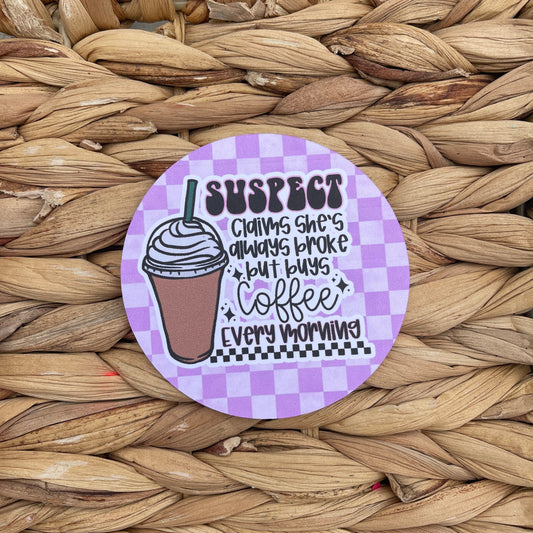 SUSPECT
Claims She's
always broke
but buys
Coffee
Every Morning